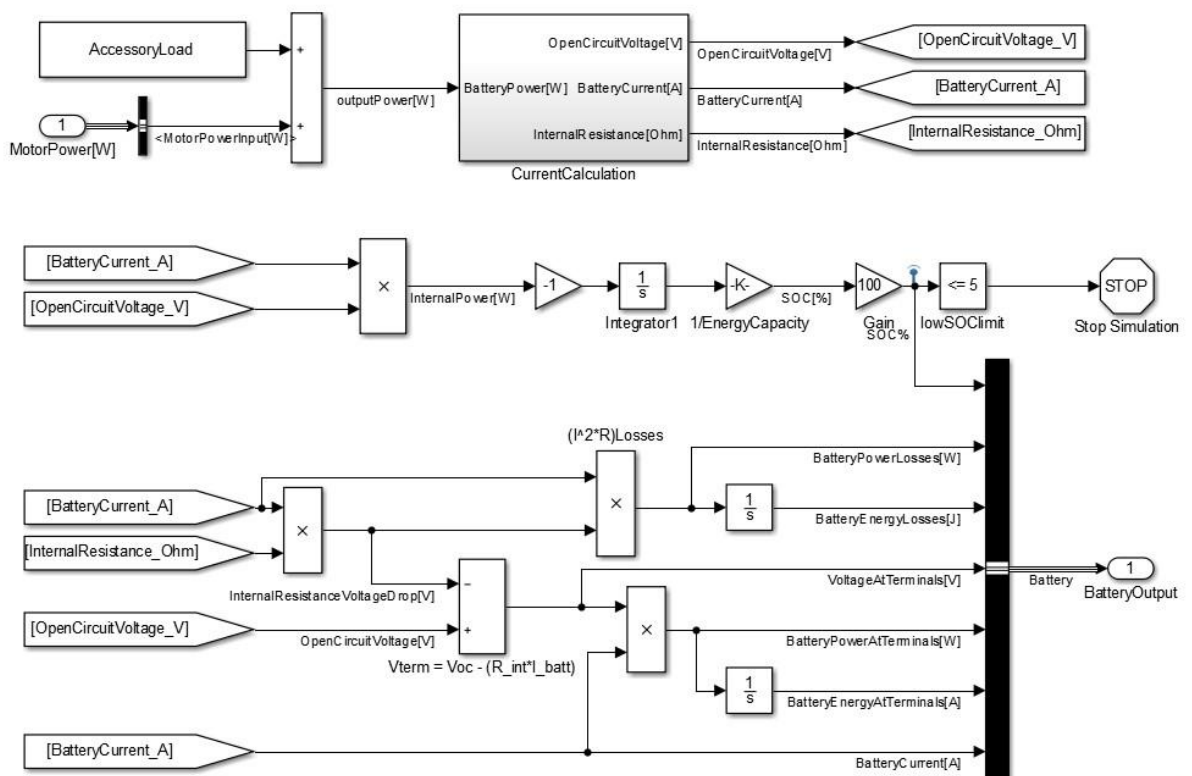 AccessoryLoad
+
1
MotorPower[W]
<MotorPowerInput[W]>
+
outputPower[W]
BatteryPower[W]
OpenCircuitVoltage[V]
BatteryCurrent[A]
InternalResistance[Ohm]
CurrentCalculation
OpenCircuitVoltage[V]
BatteryCurrent[A]
InternalResistance[Ohm]
[OpenCircuitVoltage_V]
[BatteryCurrent_A]
[InternalResistance_Ohm]
[BatteryCurrent_A]
[OpenCircuitVoltage_V]
×
InternalPower[W]
-1
1
s
Integrator1
-K-
1/EnergyCapacity
SOC[%]
100
Gain
SOC%
<= 5
lowSOClimit
STOP
Stop Simulation
(I^2*R)Losses
[BatteryCurrent_A]
[InternalResistance_Ohm]
×
×
BatteryPowerLosses[W]
1
s
BatteryEnergyLosses[J]
InternalResistanceVoltageDrop[V]
−
[OpenCircuitVoltage_V]
OpenCircuitVoltage[V]
+
Vterm = Voc - (R_int*I_batt)
VoltageAtTerminals[V]
×
BatteryPowerAtTerminals[W]
1
s
BatteryEnergyAtTerminals[A]
[BatteryCurrent_A]
BatteryCurrent[A]
Battery
1
BatteryOutput